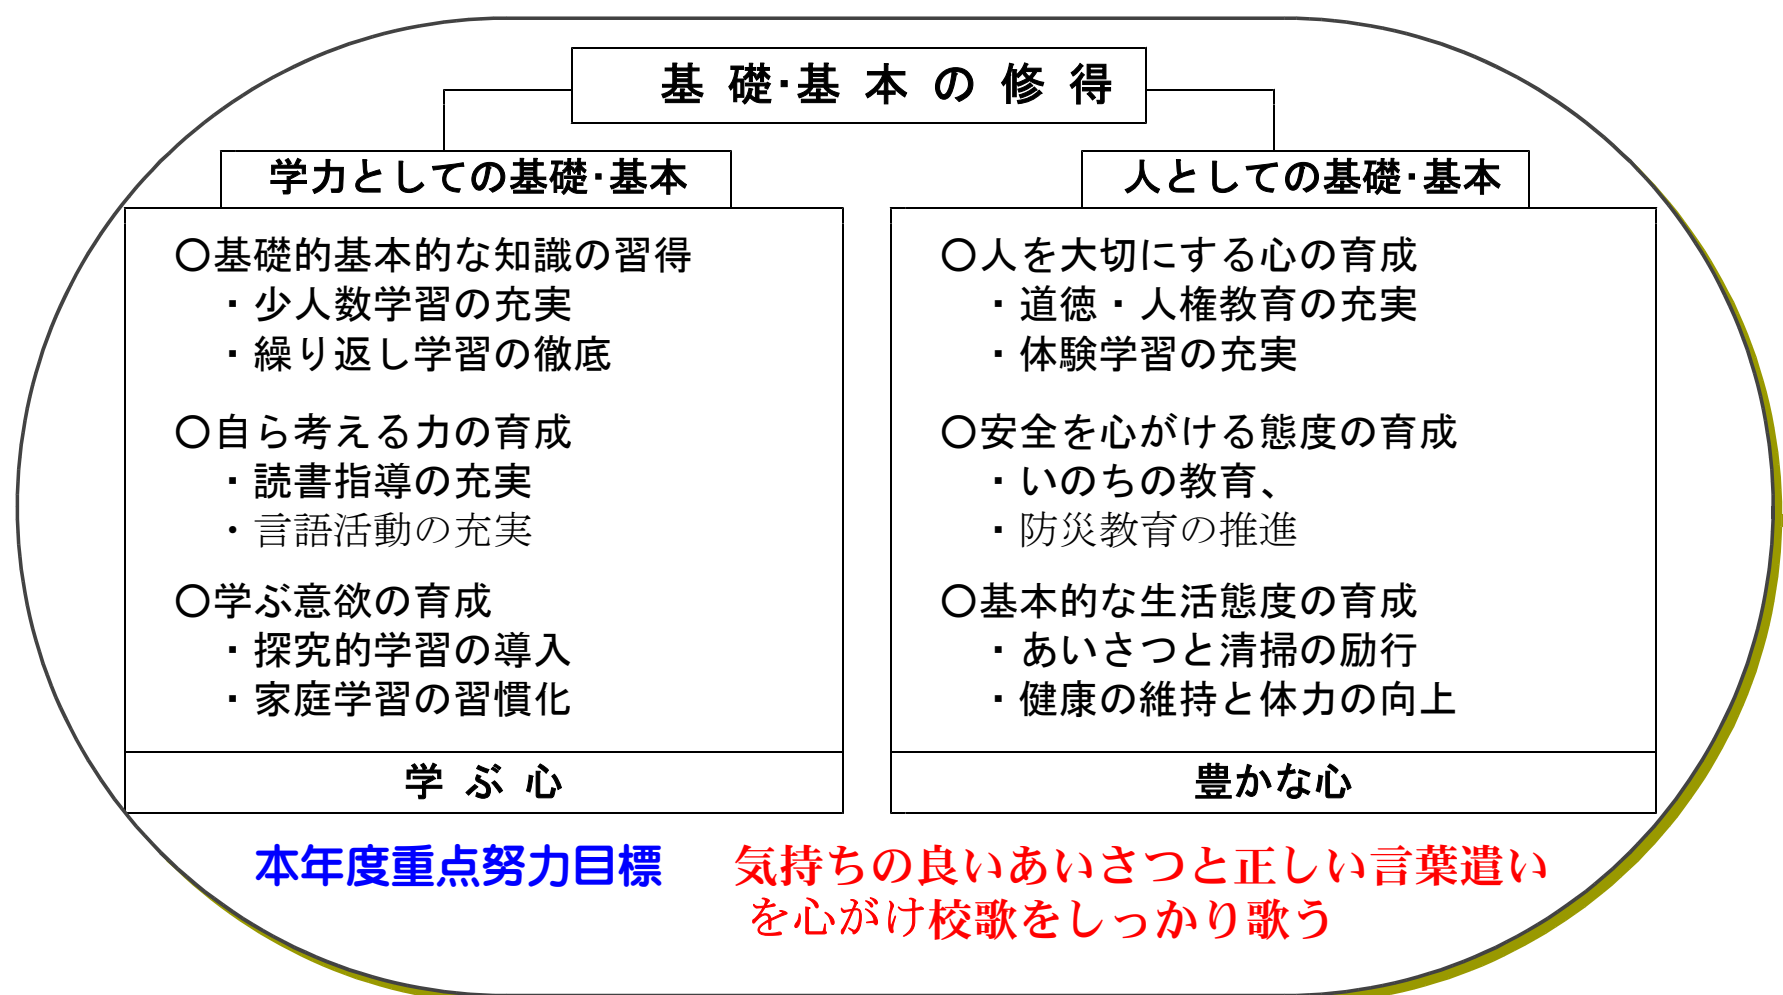 基礎・基本の修得
学力としての基礎・基本
〇基礎的基本的な知識の習得
・少人数学習の充実
・繰り返し学習の徹底
〇自ら考える力の育成
・読書指導の充実
・言語活動の充実
〇学ぶ意欲の育成
・探究的学習の導入
・家庭学習の習慣化
学ぶ心
人としての基礎・基本
〇人を大切にする心の育成
・道徳・人権教育の充実
・体験学習の充実
〇安全を心がける態度の育成
・いのちの教育、
・防災教育の推進
〇基本的な生活態度の育成
・あいさつと清掃の励行
・健康の維持と体力の向上
豊かな心
本年度重点努力目標
気持ちの良いあいさつと正しい言葉遣い
を心がけ校歌をしっかり歌う